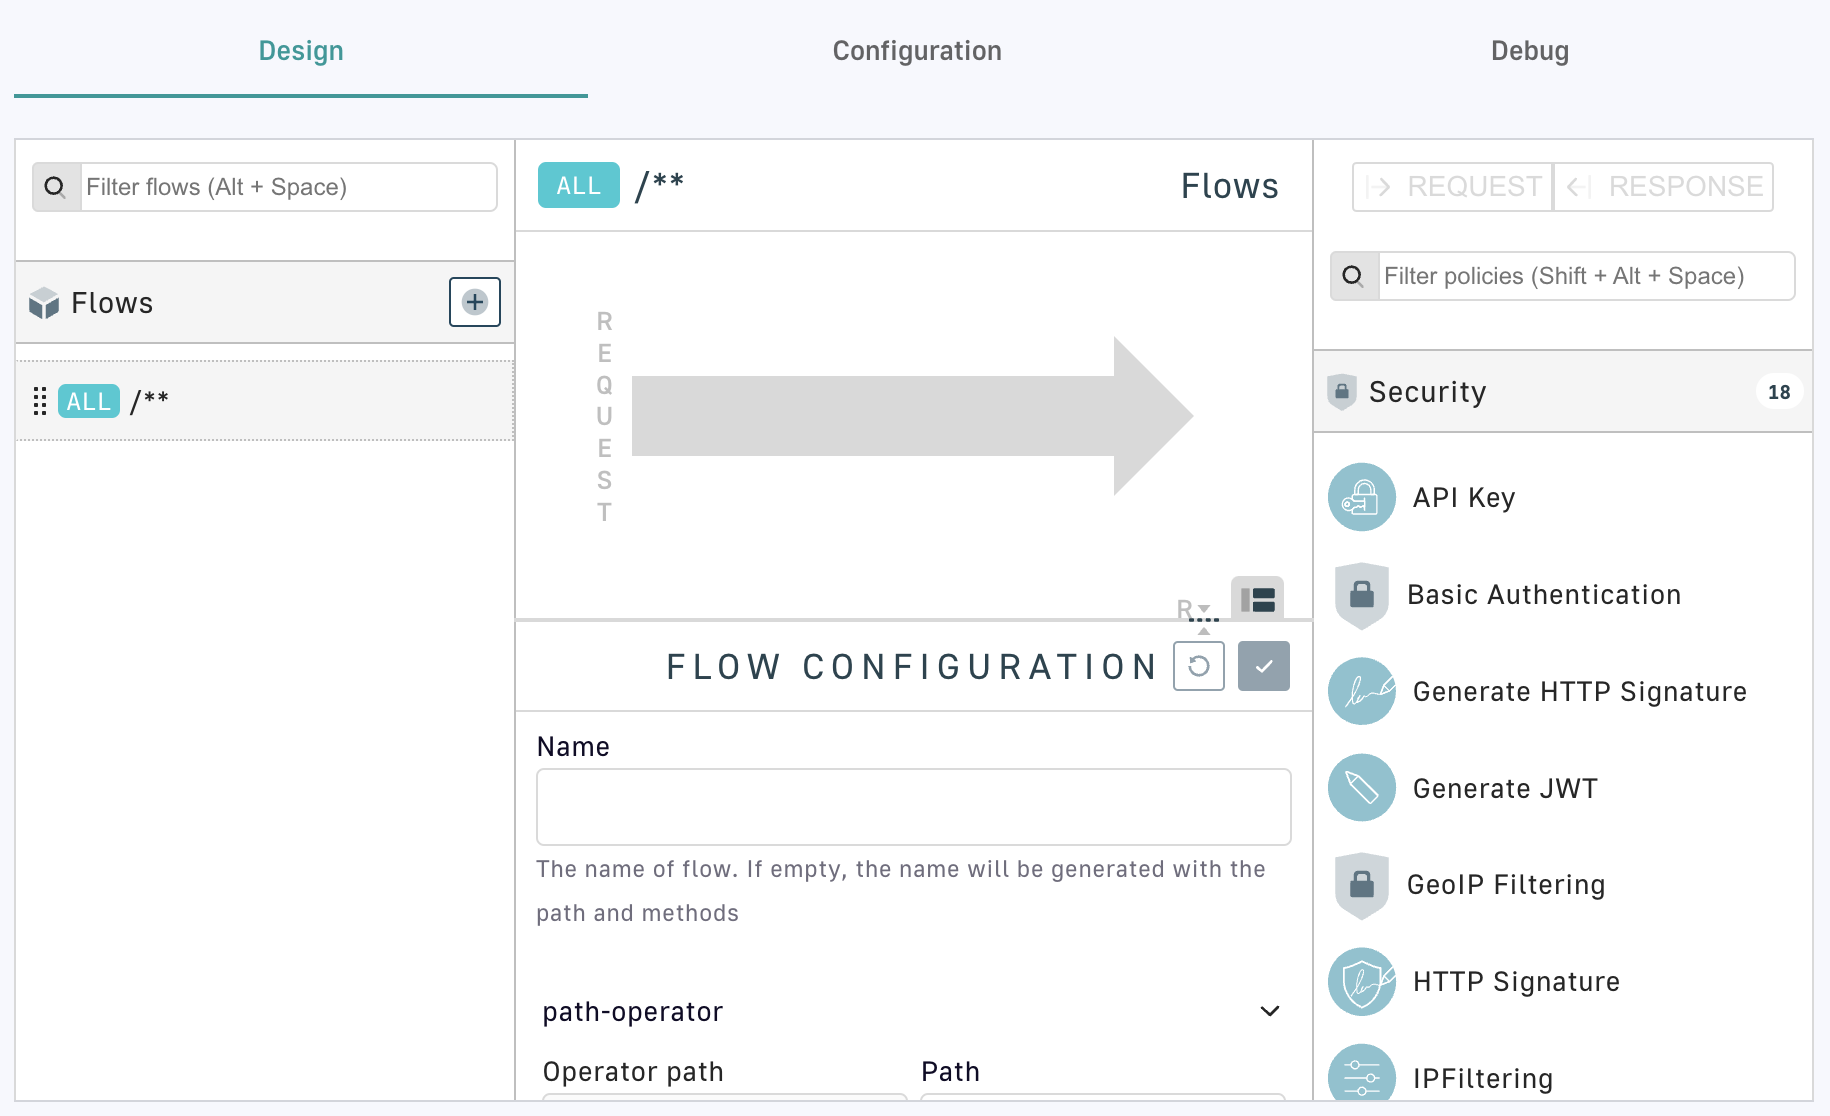 Design
Configuration
Debug
Filter flows (Alt + Space)
Flows
ALL /**
ALL /**
Flows
REQUEST
R
FLOW CONFIGURATION
Name
The name of flow. If empty, the name will be generated with the
path and methods
path-operator
Operator path
Path
REQUEST
RESPONSE
Filter policies (Shift + Alt + Space)
Security
18
API Key
Basic Authentication
Generate HTTP Signature
Generate JWT
GeoIP Filtering
HTTP Signature
IPFiltering